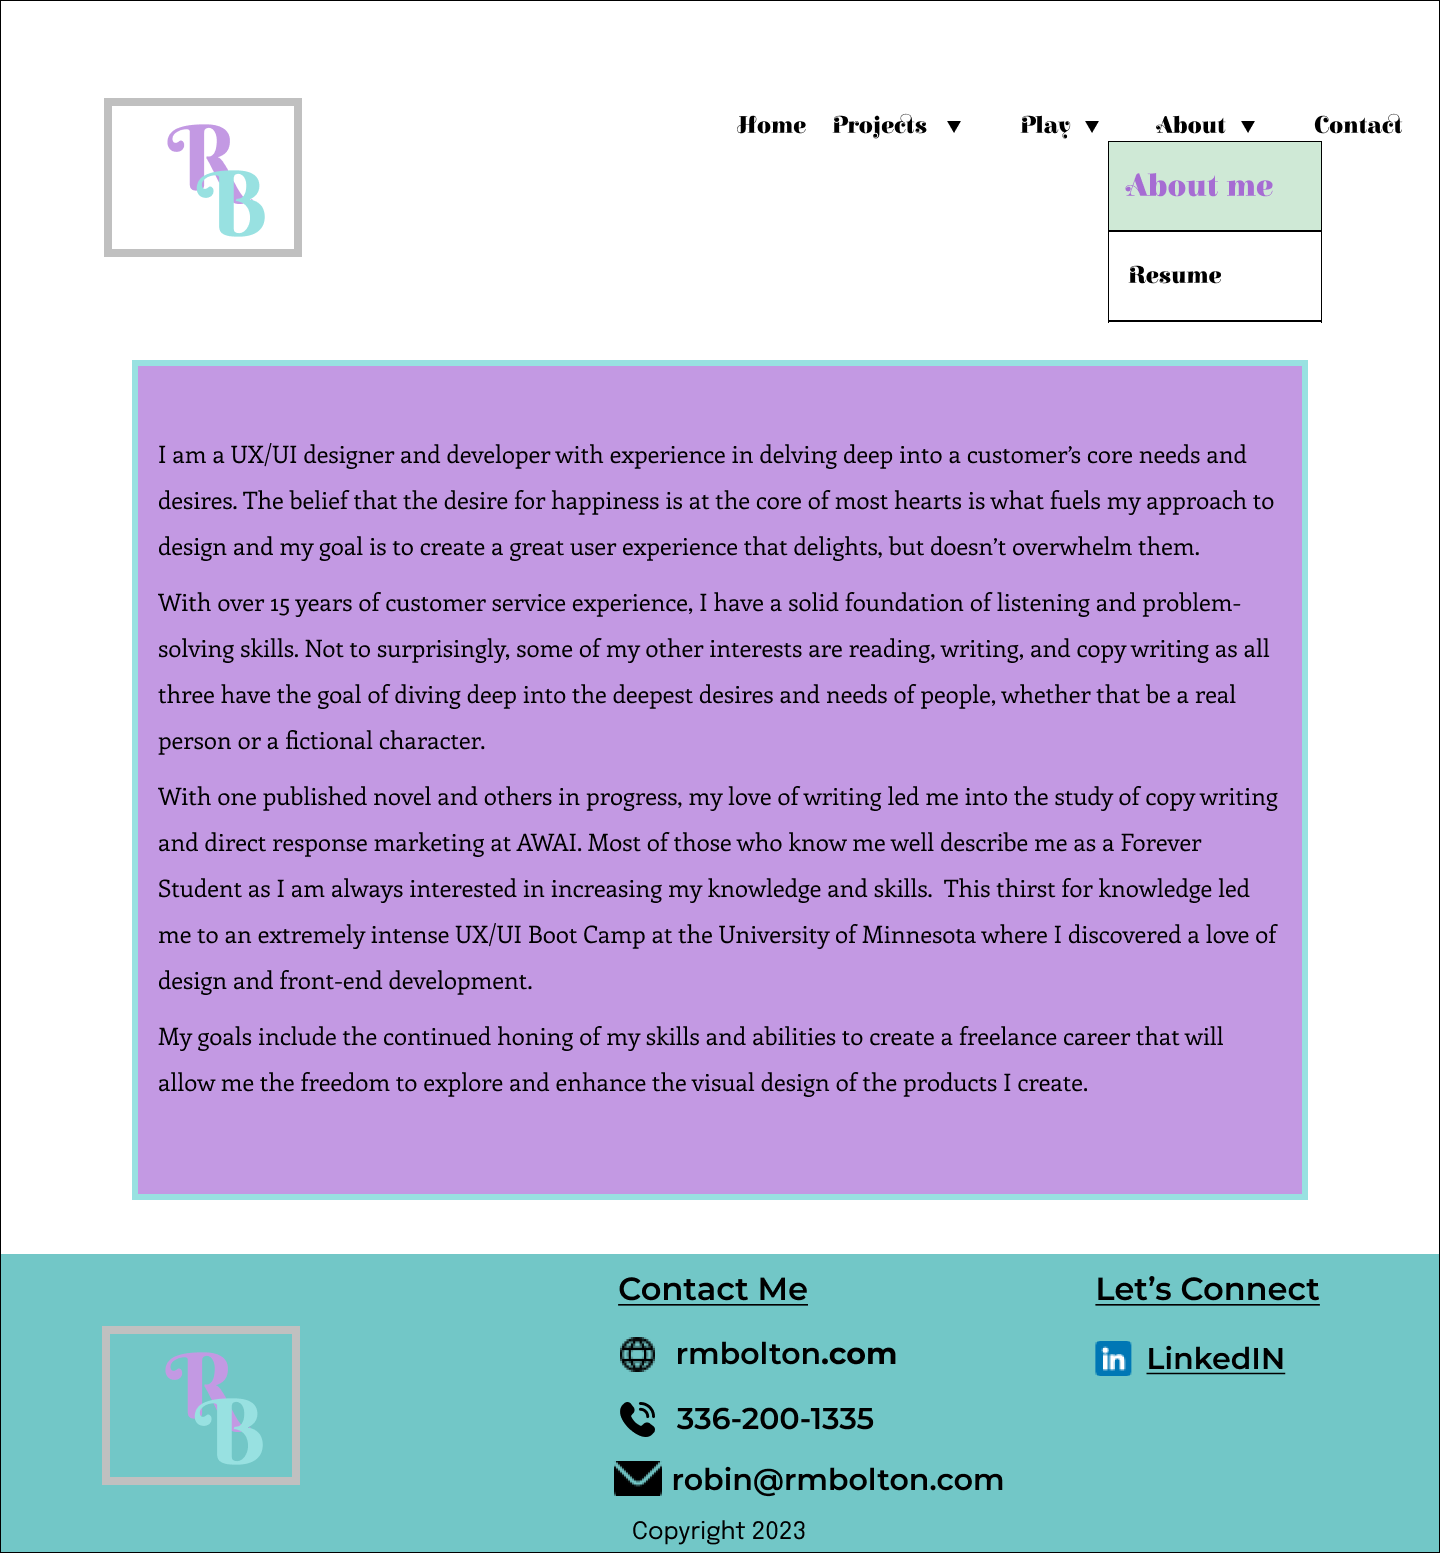 R
B
Home Projects ▼ Play ▼ About ▼ Contact
About me
Resume
I am a UX/UI designer and developer with experience in delving deep into a customer’s core needs and
desires. The belief that the desire for happiness is at the core of most hearts is what fuels my approach to
design and my goal is to create a great user experience that delights, but doesn’t overwhelm them.
With over 15 years of customer service experience, I have a solid foundation of listening and problem-
solving skills. Not to surprisingly, some of my other interests are reading, writing, and copy writing as all
three have the goal of diving deep into the deepest desires and needs of people, whether that be a real
person or a fictional character.
With one published novel and others in progress, my love of writing led me into the study of copy writing
and direct response marketing at AWAI. Most of those who know me well describe me as a Forever
Student as I am always interested in increasing my knowledge and skills.  This thirst for knowledge led
me to an extremely intense UX/UI Boot Camp at the University of Minnesota where I discovered a love of
design and front-end development.
My goals include the continued honing of my skills and abilities to create a freelance career that will
allow me the freedom to explore and enhance the visual design of the products I create.
R
B
Contact Me
rmbolton.com
336-200-1335
robin@rmbolton.com
Copyright 2023
Let’s Connect
in LinkedIN